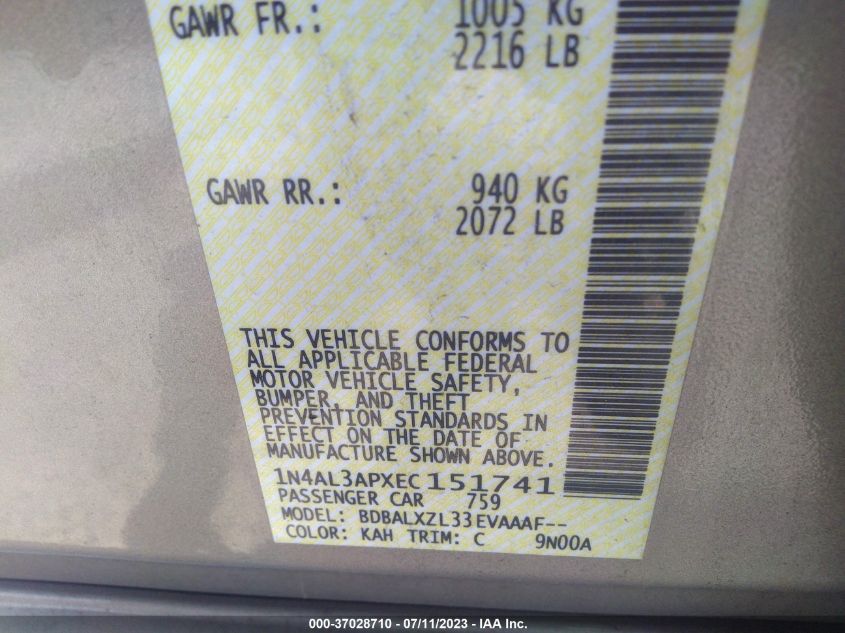 GAWR FR.: 1005 KG
2216 LB
GAWR RR.: 940 KG
2072 LB
THIS VEHICLE CONFORMS TO
ALL APPLICABLE FEDERAL
MOTOR VEHICLE SAFETY,
BUMPER, AND THEFT
PREVENTION STANDARDS IN
EFFECT ON THE DATE OF
MANUFACTURE SHOWN ABOVE.
1N4AL3APXEC151741
PASSENGER CAR 759
MODEL: BDBALXZL33EVAAAF--
COLOR: KAH TRIM: C 9N00A
000-37028710 - 07/11/2023 - IAA Inc.